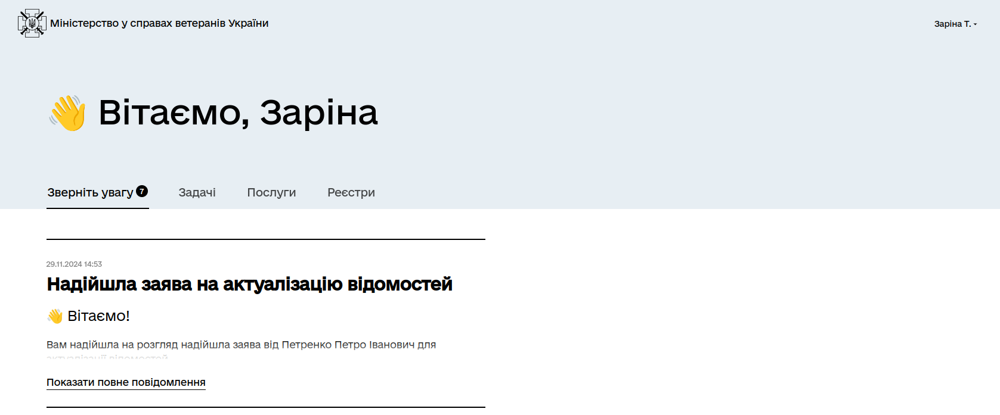 Міністерство у справах ветеранів України
Заріна Т.
👋 Вітаємо, Заріна
Зверніть увагу 7
Задачі
Послуги
Реєстри
29.11.2024 14:53
Надійшла заява на актуалізацію відомостей
👋 Вітаємо!
Вам надійшла на розгляд надійшла заява від Петренко Петро Іванович для
актуалізації відомостей
Показати повне повідомлення